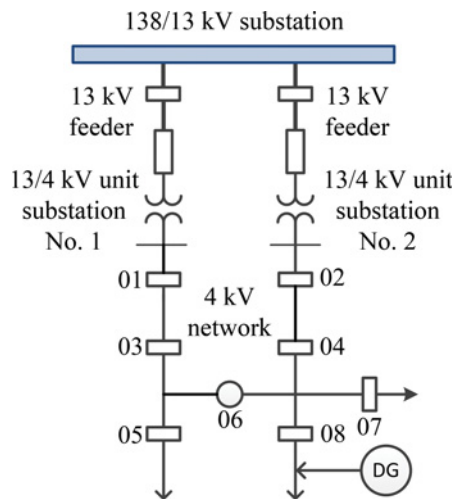 138/13 kV substation
13 kV
feeder
13 kV
feeder
13/4 kV unit
substation
No. 1
13/4 kV unit
substation
No. 2
01
02
4 kV
network
03
04
06
07
05
08
DG